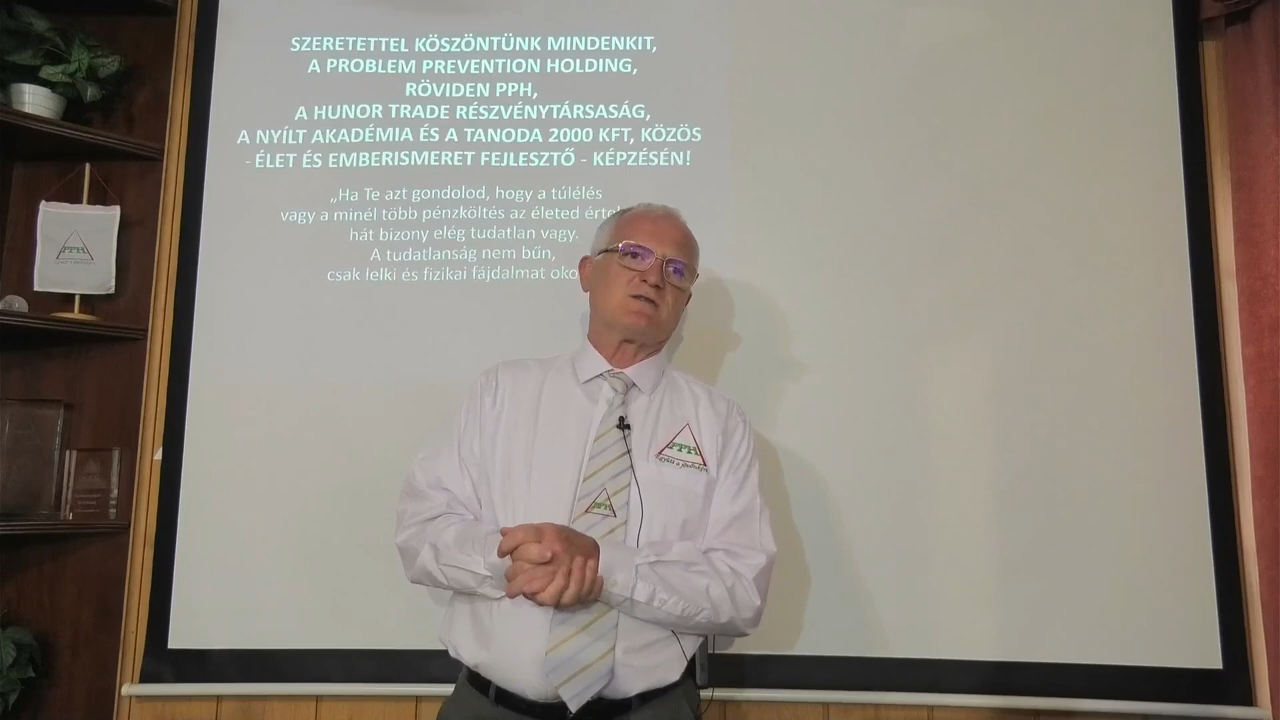 SZERETETTEL KÖSZÖNTÜNK MINDENKIT,
A PROBLEM PREVENTION HOLDING,
RÖVIDEN PPH,
A HUNOR TRADE RÉSZVÉNYTÁRSASÁG,
A NYÍLT AKADÉMIA ÉS A TANODA 2000 KFT, KÖZÖS
- ÉLET ÉS EMBERISMERET FEJLESZTŐ - KÉPZÉSÉN!
„Ha Te azt gondolod, hogy a túlélés
vagy a minél több pénzköltés az életed
hát bizony elég tudatlan vagy.
A tudatlanság nem bűn,
csak lelki és fizikai fájdalmat
PPH
PPH
PPH